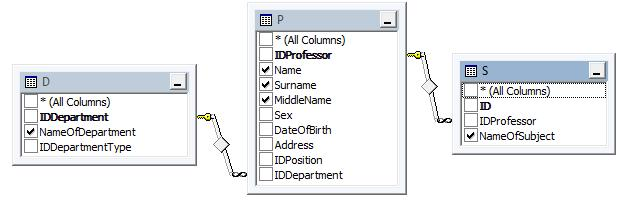 D
* (All Columns)
IDDepartment
NameOfDepartment
IDDepartmentType
P
* (All Columns)
IDProfessor
Name
Surname
MiddleName
Sex
DateOfBirth
Address
IDPosition
IDDepartment
S
* (All Columns)
ID
IDProfessor
NameOfSubject